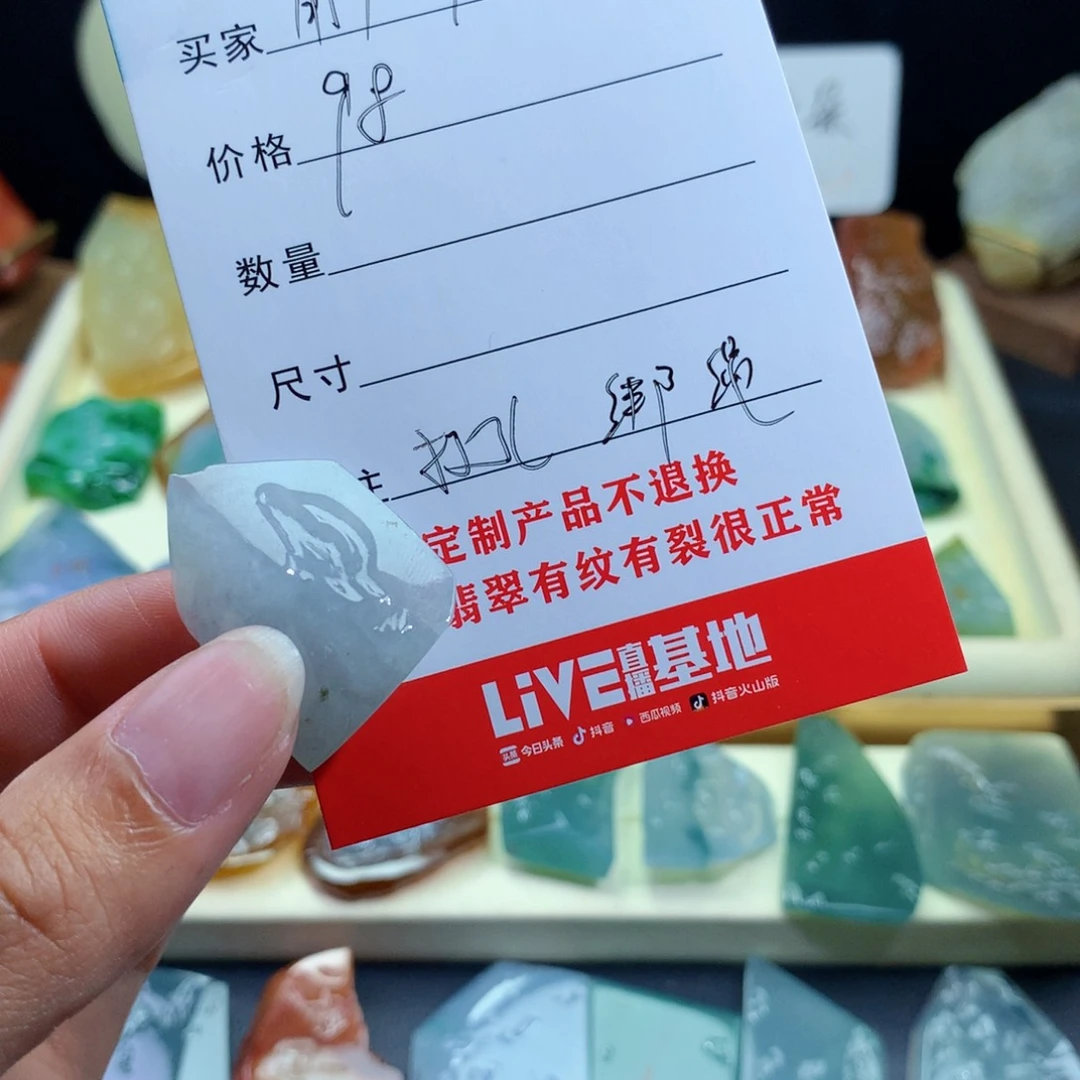 买家
价格 98
数量
尺寸
打孔 绑绳
定制产品不退换
翡翠有纹有裂很正常
LiVE直播基地
头条 今日头条 抖音 西瓜视频 抖音火山版